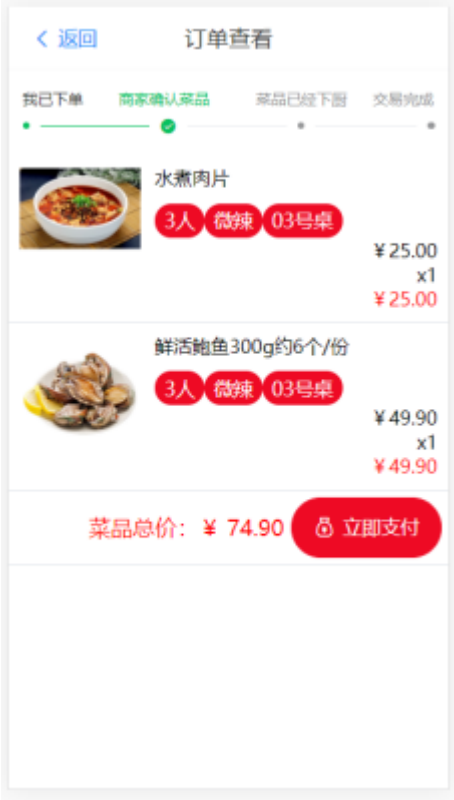 返回 订单查看
我已下单 商家确认菜品 菜品已经下厨 交易完成
水煮肉片
3人 微辣 03号桌
￥25.00
x1
￥25.00
鲜活鲍鱼300g约6个/份
3人 微辣 03号桌
￥49.90
x1
￥49.90
菜品总价：￥ 74.90 立即支付